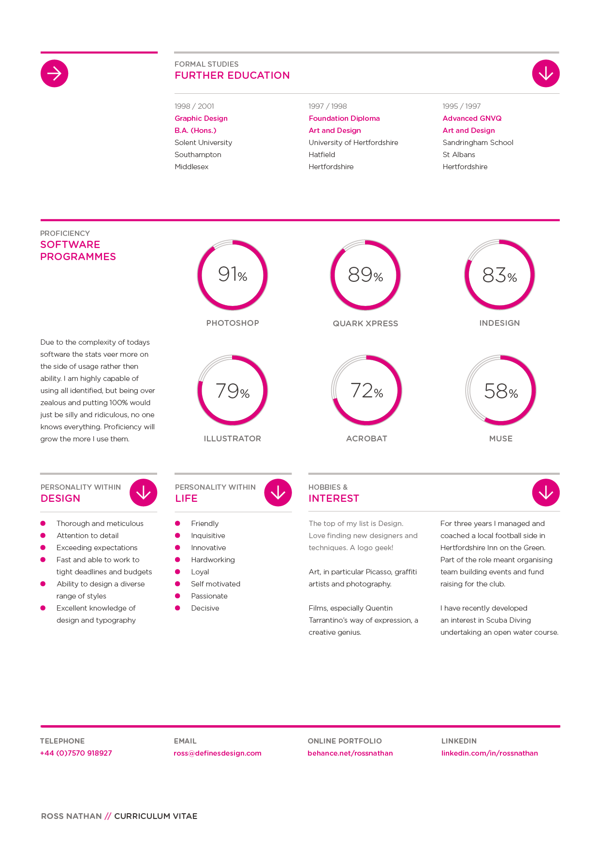 FORMAL STUDIES
FURTHER EDUCATION
1998 / 2001
Graphic Design
B.A. (Hons.)
Solent University
Southampton
Middlesex
1997 / 1998
Foundation Diploma
Art and Design
University of Hertfordshire
Hatfield
Hertfordshire
1995 / 1997
Advanced GNVQ
Art and Design
Sandringham School
St Albans
Hertfordshire
PROFICIENCY
SOFTWARE
PROGRAMMES
Due to the complexity of todays
software the stats veer more on
the side of usage rather then
ability. I am highly capable of
using all identified, but being over
zealous and putting 100% would
just be silly and ridiculous, no one
knows everything. Proficiency will
grow the more I use them.
91%
PHOTOSHOP
89%
QUARK XPRESS
83%
INDESIGN
79%
ILLUSTRATOR
72%
ACROBAT
58%
MUSE
PERSONALITY WITHIN
DESIGN
Thorough and meticulous
Attention to detail
Exceeding expectations
Fast and able to work to
tight deadlines and budgets
Ability to design a diverse
range of styles
Excellent knowledge of
design and typography
PERSONALITY WITHIN
LIFE
Friendly
Inquisitive
Innovative
Hardworking
Loyal
Self motivated
Passionate
Decisive
HOBBIES &
INTEREST
The top of my list is Design.
Love finding new designers and
techniques. A logo geek!
Art, in particular Picasso, graffiti
artists and photography.
Films, especially Quentin
Tarrantino's way of expression, a
creative genius.
For three years I managed and
coached a local football side in
Hertfordshire Inn on the Green.
Part of the role meant organising
team building events and fund
raising for the club.
I have recently developed
an interest in Scuba Diving
undertaking an open water course.
TELEPHONE
+44 (0)7570 918927
EMAIL
ross@definesdesign.com
ONLINE PORTFOLIO
behance.net/rossnathan
LINKEDIN
linkedin.com/in/rossnathan
ROSS NATHAN // CURRICULUM VITAE